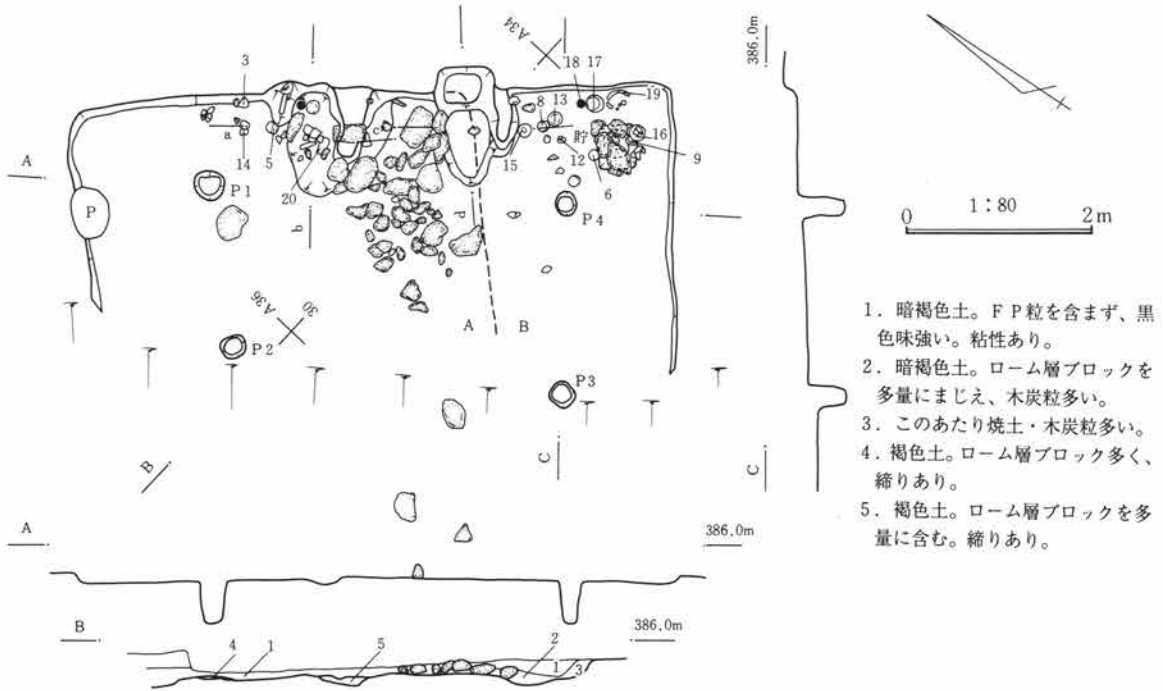 A34
386.0m
3
18
17
19
8
13
a
c
貯
16
14
5
15
12
9
A
6
20
P1
P
b
d
P4
0
1:80
2m
A36
30
A
B
P2
P3
B
C
C
A
386.0m
B
386.0m
4
1
5
2
1
3
1. 暗褐色土。FP粒を含まず、黒
色味強い。粘性あり。
2. 暗褐色土。ローム層ブロックを
多量にまじえ、木炭粒多い。
3. このあたり焼土・木炭粒多い。
4. 褐色土。ローム層ブロック多く、
締りあり。
5. 褐色土。ローム層ブロックを多
量に含む。締りあり。